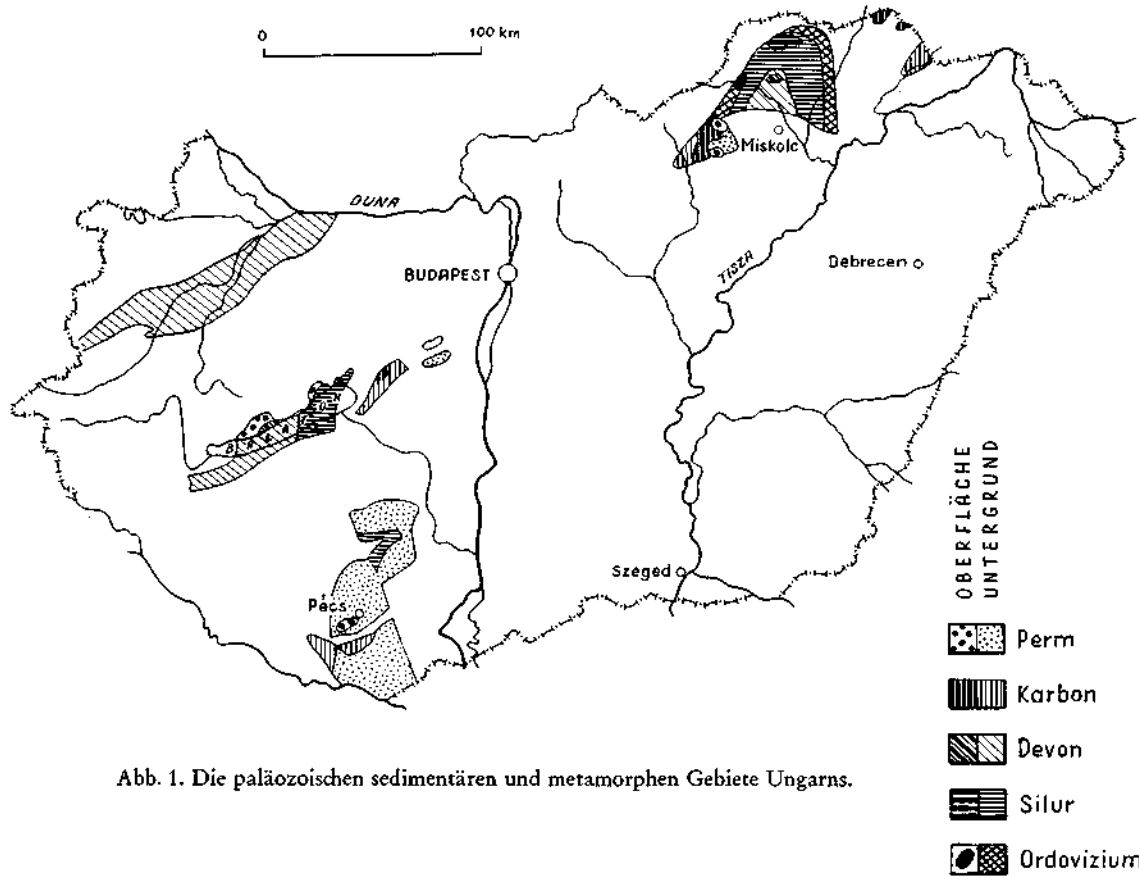 0 100 km
Miskolc
DUNA
TISZA
Debrecen
BUDAPEST
Szeged
Pécs
OBERFLÄCHE
UNTERGRUND
Perm
Karbon
Devon
Silur
Ordovizium
Abb. 1. Die paläozoischen sedimentären und metamorphen Gebiete Ungarns.